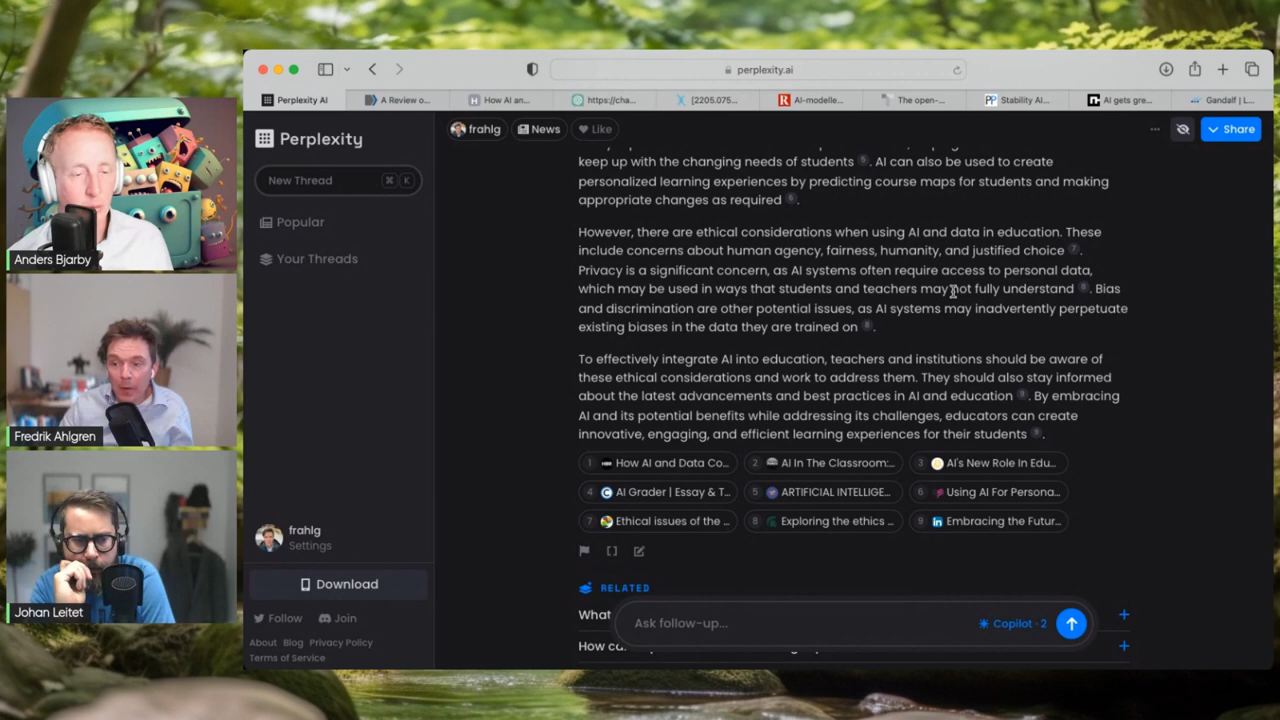 Anders Bjarby
Fredrik Ahlgren
Johan Leitet
perplexity.ai
Perplexity AI
A Review o...
How AI an...
https://cha...
[2205.075...
AI-modelle...
The open-...
Stability AI...
AI gets gre...
Gandalf | L...
Perplexity
New Thread
⌘ K
Popular
Your Threads
frahlg
Settings
Download
Follow
Join
About Blog Privacy Policy
Terms of Service
frahlg
News
Like
Share
keep up with the changing needs of students 5. AI can also be used to create
personalized learning experiences by predicting course maps for students and making
appropriate changes as required 6.
However, there are ethical considerations when using AI and data in education. These
include concerns about human agency, fairness, humanity, and justified choice 7.
Privacy is a significant concern, as AI systems often require access to personal data,
which may be used in ways that students and teachers may not fully understand 8. Bias
and discrimination are other potential issues, as AI systems may inadvertently perpetuate
existing biases in the data they are trained on 8.
To effectively integrate AI into education, teachers and institutions should be aware of
these ethical considerations and work to address them. They should also stay informed
about the latest advancements and best practices in AI and education 9. By embracing
AI and its potential benefits while addressing its challenges, educators can create
innovative, engaging, and efficient learning experiences for their students 9.
1 How AI and Data Co...
2 AI In The Classroom:...
3 AI's New Role In Edu...
4 AI Grader | Essay & T...
5 ARTIFICIAL INTELLIGE...
6 Using AI For Persona...
7 Ethical issues of the ...
8 Exploring the ethics ...
9 Embracing the Futur...
RELATED
What
Ask follow-up...
Copilot · 2
How